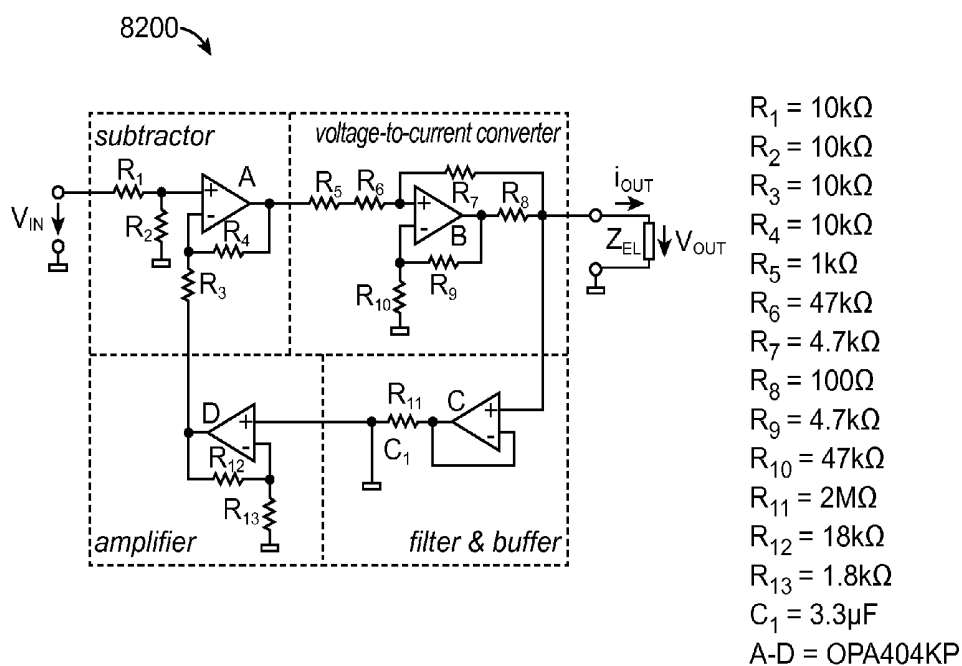 8200
subtractor
voltage-to-current converter
R1
A
R5
R6
R7
R8
iOUT
VIN
R2
R4
B
ZEL
VOUT
R3
R10
R9
R11
C
D
C1
R12
R13
amplifier
filter & buffer
R1 = 10kΩ
R2 = 10kΩ
R3 = 10kΩ
R4 = 10kΩ
R5 = 1kΩ
R6 = 47kΩ
R7 = 4.7kΩ
R8 = 100Ω
R9 = 4.7kΩ
R10 = 47kΩ
R11 = 2MΩ
R12 = 18kΩ
R13 = 1.8kΩ
C1 = 3.3µF
A-D = OPA404KP